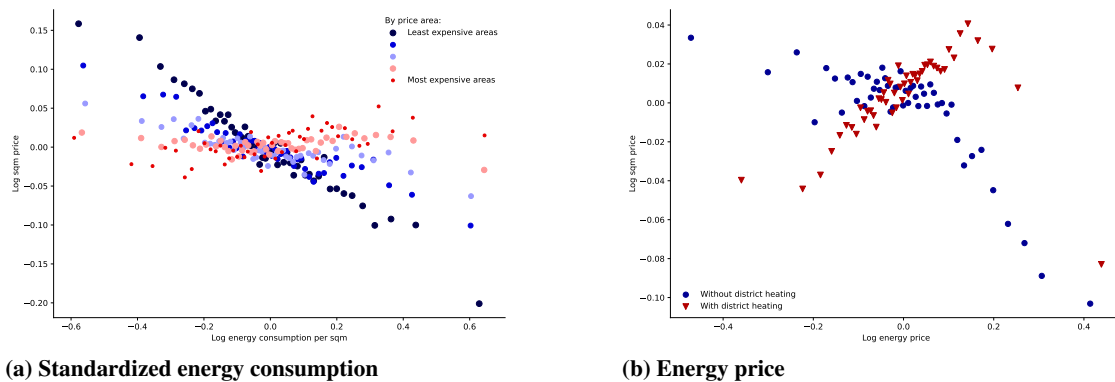 By price area:
Least expensive areas
Most expensive areas
0.15
0.10
0.05
0.00
−0.05
−0.10
−0.15
−0.20
Log sqm price
−0.6
−0.4
−0.2
0.0
0.2
0.4
0.6
Log energy consumption per sqm
(a) Standardized energy consumption
0.04
0.02
0.00
−0.02
−0.04
−0.06
−0.08
−0.10
Log sqm price
Without district heating
With district heating
−0.4
−0.2
0.0
0.2
0.4
Log energy price
(b) Energy price